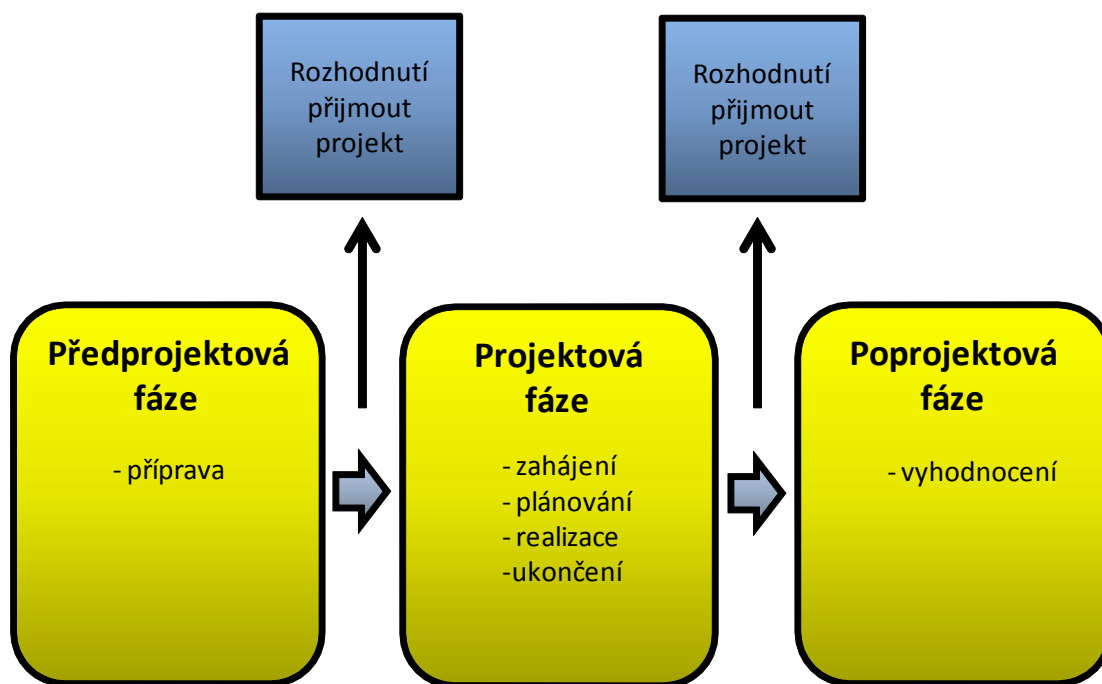 Rozhodnutí
přijmout
projekt
Rozhodnutí
přijmout
projekt
Předprojektová
fáze
- příprava
Projektová
fáze
- zahájení
- plánování
- realizace
-ukončení
Poprojektová
fáze
- vyhodnocení